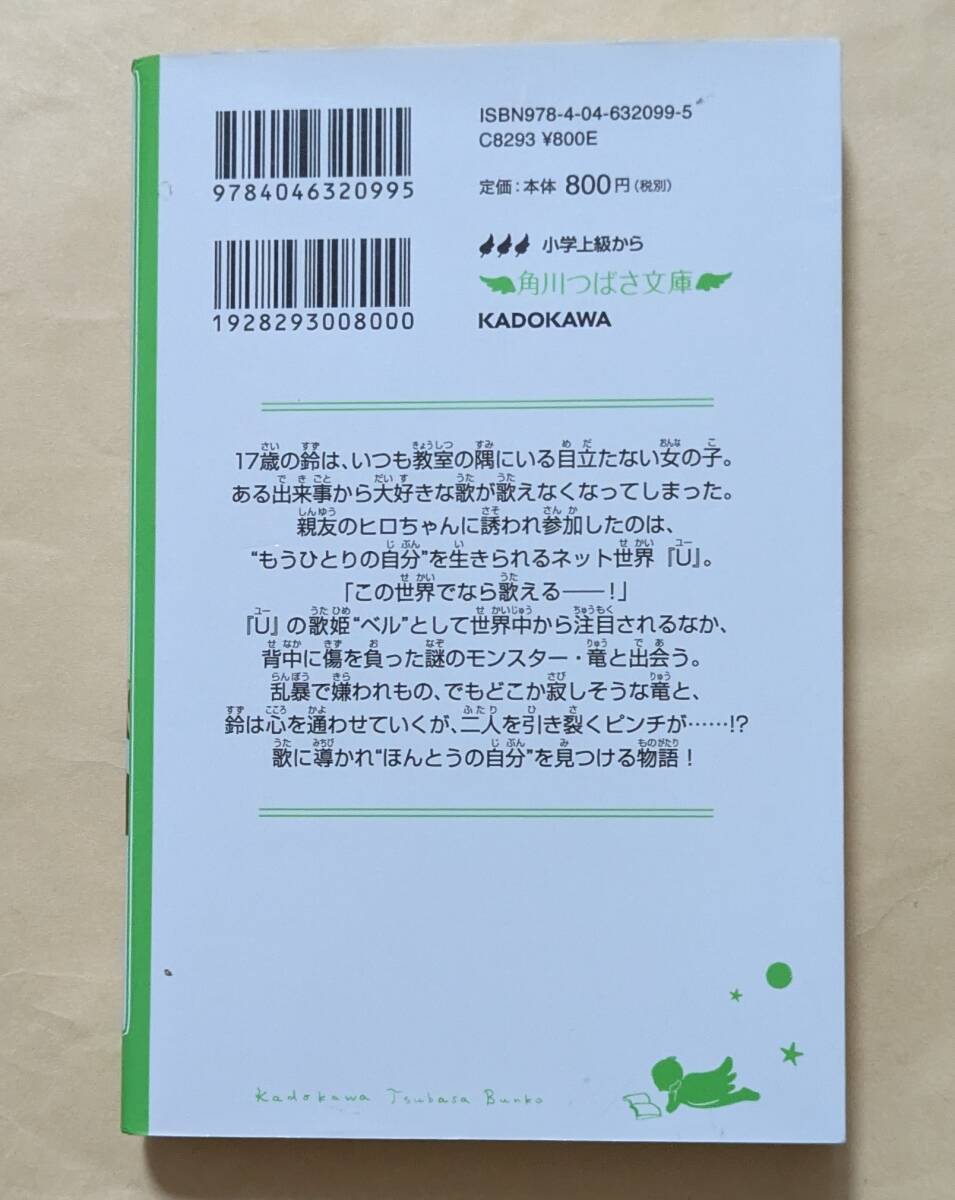 ISBN978-4-04-632099-5
C8293 ¥800E
9784046320995
定価:本体 800円(税別)
小学上級から
角川つばさ文庫
KADOKAWA
1928293008000
17歳の鈴は、いつも教室の隅にいる目立たない女の子。
ある出来事から大好きな歌が歌えなくなってしまった。
親友のヒロちゃんに誘われ参加したのは、
“もうひとりの自分”を生きられるネット世界『U』。
「この世界でなら歌える――!」
『U』の歌姫“ベル”として世界中から注目されるなか、
背中に傷を負った謎のモンスター・竜と出会う。
乱暴で嫌われもの、でもどこか寂しそうな竜と、
鈴は心を通わせていくが、二人を引き裂くピンチが……!?
歌に導かれ“ほんとうの自分”を見つける物語!
Kadokawa Tsubasa Bunko